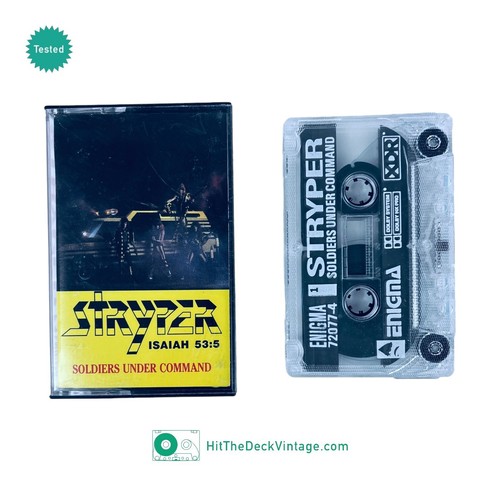 Tested
STRYPER
ISAIAH 53:5
SOLDIERS UNDER COMMAND
ENIGMA
72077-4
1
STRYPER
SOLDIERS UNDER COMMAND
DOLBY SYSTEM
DOLBY HX PRO
XDR
ENIGMA
HitTheDeckVintage.com